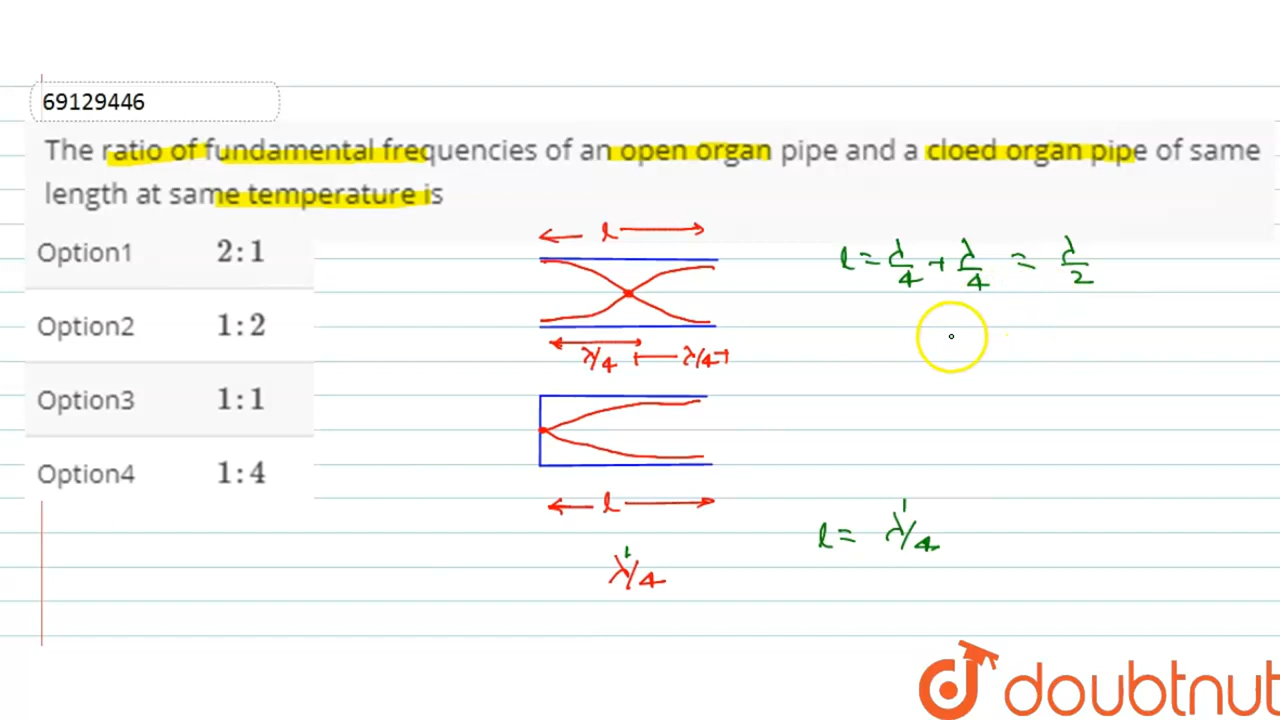 69129446
The ratio of fundamental frequencies of an open organ pipe and a cloed organ pipe of same
length at same temperature is
Option1 2:1
Option2 1:2
Option3 1:1
Option4 1:4
l
l = λ/4 + λ/4 = λ/2
λ/4 λ/4
l
l = λ'/4
λ'/4
doubtnut